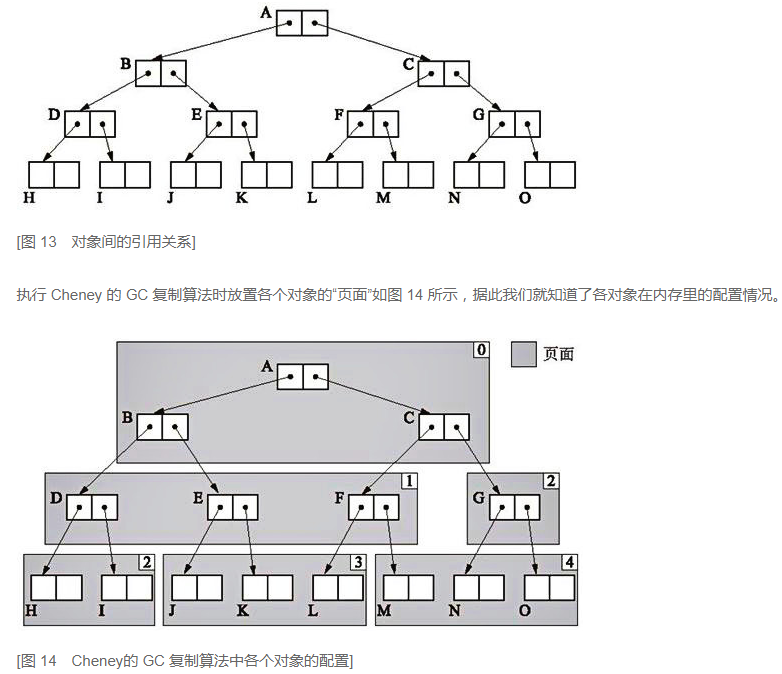 A
B C
D E F G
H I J K L M N O
[图 13 对象间的引用关系]
执行 Cheney 的 GC 复制算法时放置各个对象的“页面”如图 14 所示，据此我们就知道了各对象在内存里的配置情况。
0 页面
A
B C
1 2
D E F G
2 3 4
H I J K L M N O
[图 14 Cheney的 GC 复制算法中各个对象的配置]